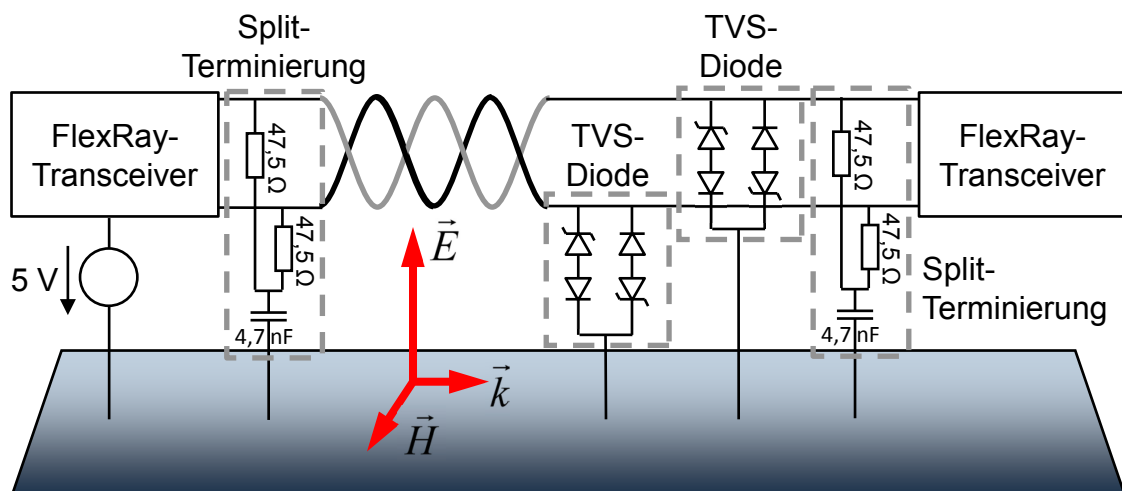 Split-
Terminierung
TVS-
Diode
FlexRay-
Transceiver
47,5 Ω
47,5 Ω
4,7 nF
5 V
E
k
H
TVS-
Diode
47,5 Ω
47,5 Ω
4,7 nF
FlexRay-
Transceiver
Split-
Terminierung